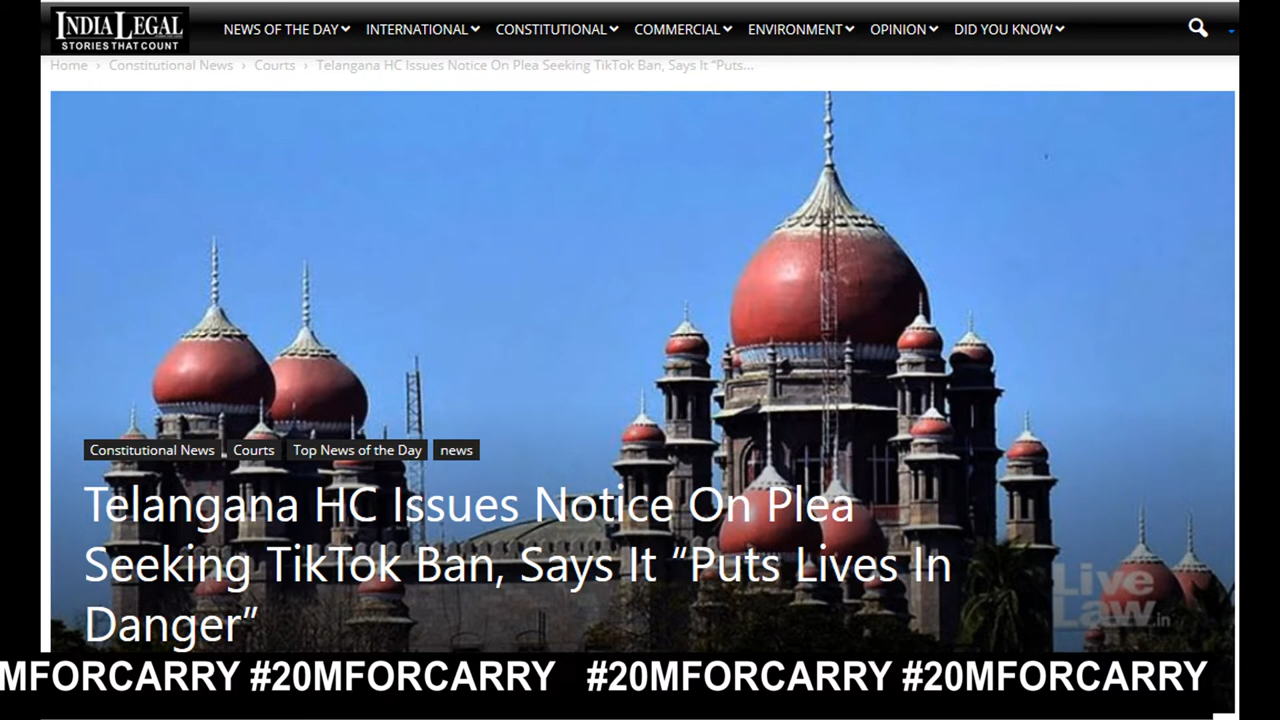 INDIA LEGAL
STORIES THAT COUNT
NEWS OF THE DAY INTERNATIONAL CONSTITUTIONAL COMMERCIAL ENVIRONMENT OPINION DID YOU KNOW
Home › Constitutional News › Courts › Telangana HC Issues Notice On Plea Seeking TikTok Ban, Says It “Puts...
Constitutional News Courts Top News of the Day news
Telangana HC Issues Notice On Plea
Seeking TikTok Ban, Says It “Puts Lives In
Danger”
Live
Law.in
MFORCARRY #20MFORCARRY #20MFORCARRY #20MFORCARRY